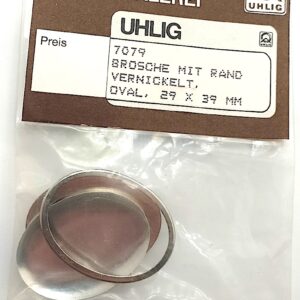 UHLIG
UHLIG
Preis
7079
BROSCHE MIT RAND
VERNICKELT,
OVAL, 29 X 39 MM